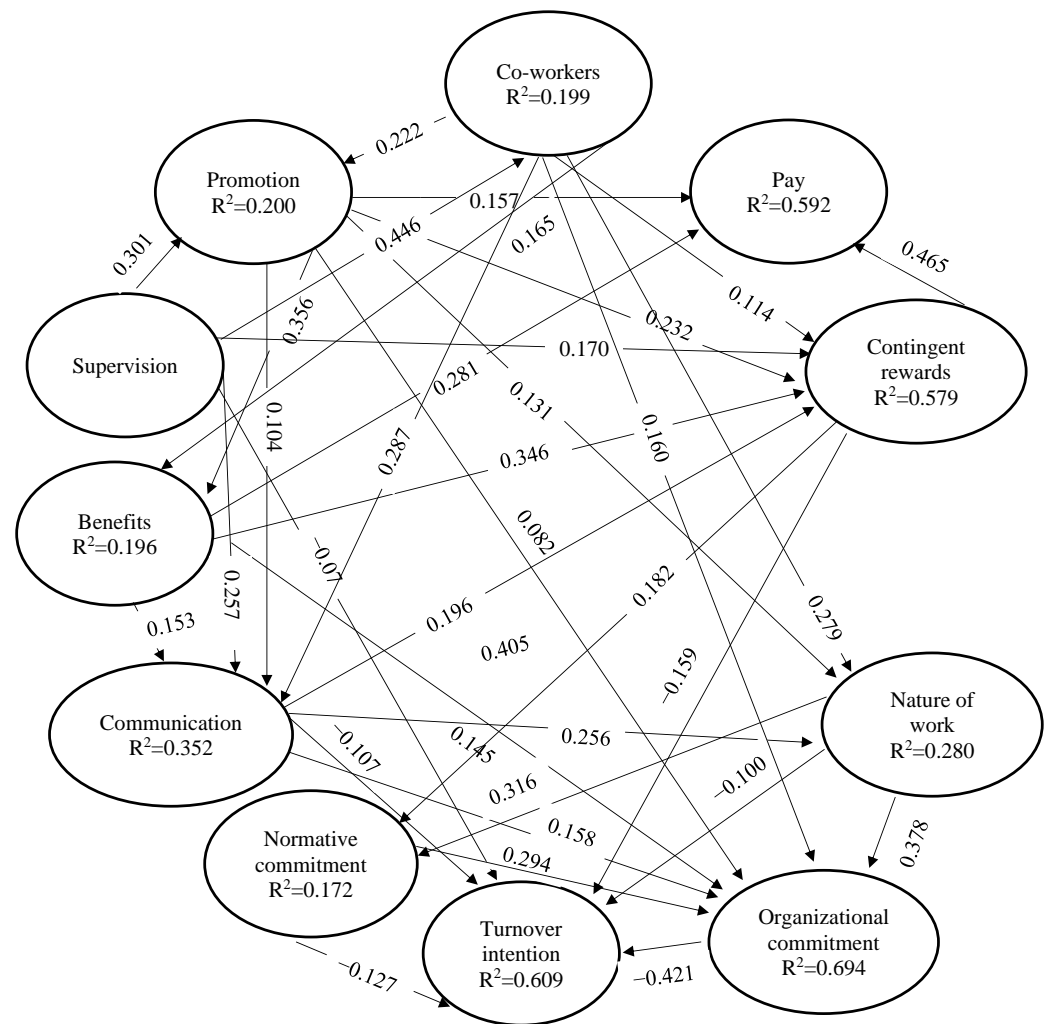 Co-workers
R²=0.199
0.222
Promotion
R²=0.200
Pay
R²=0.592
0.157
0.446
0.165
0.301
0.465
0.356
0.114
0.232
Supervision
0.170
Contingent
rewards
R²=0.579
0.281
0.131
0.104
0.287
0.160
0.346
Benefits
R²=0.196
0.082
−0.07
0.182
0.257
0.153
0.196
0.279
0.405
−0.159
Communication
R²=0.352
Nature of
work
R²=0.280
−0.107
0.145
0.256
0.316
−0.100
0.158
0.378
0.294
Normative
commitment
R²=0.172
Turnover
intention
R²=0.609
Organizational
commitment
R²=0.694
−0.127
−0.421